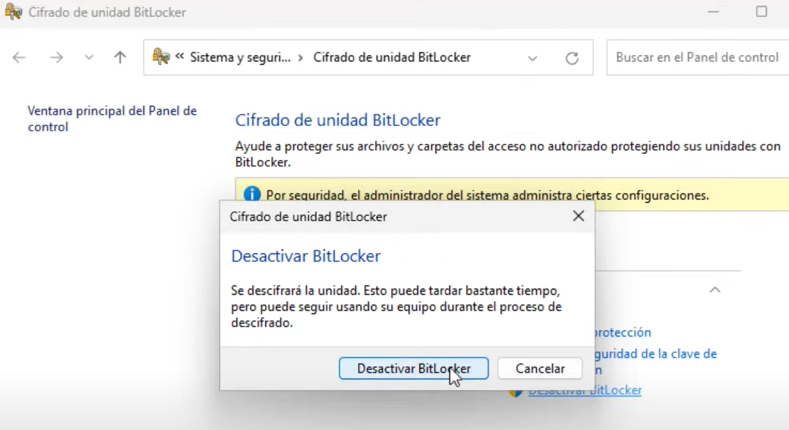 Cifrado de unidad BitLocker
« Sistema y seguri... › Cifrado de unidad BitLocker
Buscar en el Panel de control
Ventana principal del Panel de
control
Cifrado de unidad BitLocker
Ayude a proteger sus archivos y carpetas del acceso no autorizado protegiendo sus unidades con
BitLocker.
Por seguridad, el administrador del sistema administra ciertas configuraciones.
Cifrado de unidad BitLocker
Desactivar BitLocker
Se descifrará la unidad. Esto puede tardar bastante tiempo,
pero puede seguir usando su equipo durante el proceso de
descifrado.
Desactivar BitLocker
Cancelar
protección
guridad de la clave de
n
Desactivar BitLocker